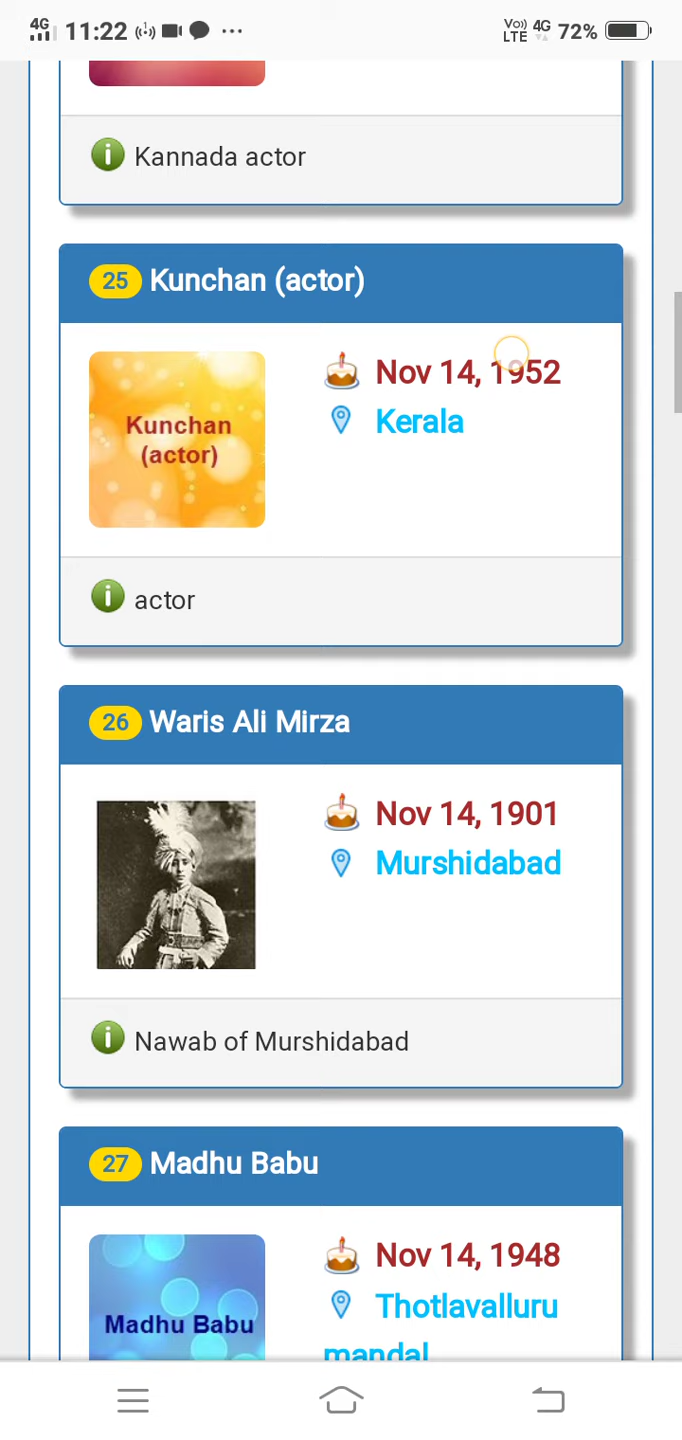 4G 11:22 ... Vo)) LTE 4G 72%
Kannada actor
25 Kunchan (actor)
Kunchan
(actor)
Nov 14, 1952
Kerala
actor
26 Waris Ali Mirza
Nov 14, 1901
Murshidabad
Nawab of Murshidabad
27 Madhu Babu
Madhu Babu
Nov 14, 1948
Thotlavalluru
mandal